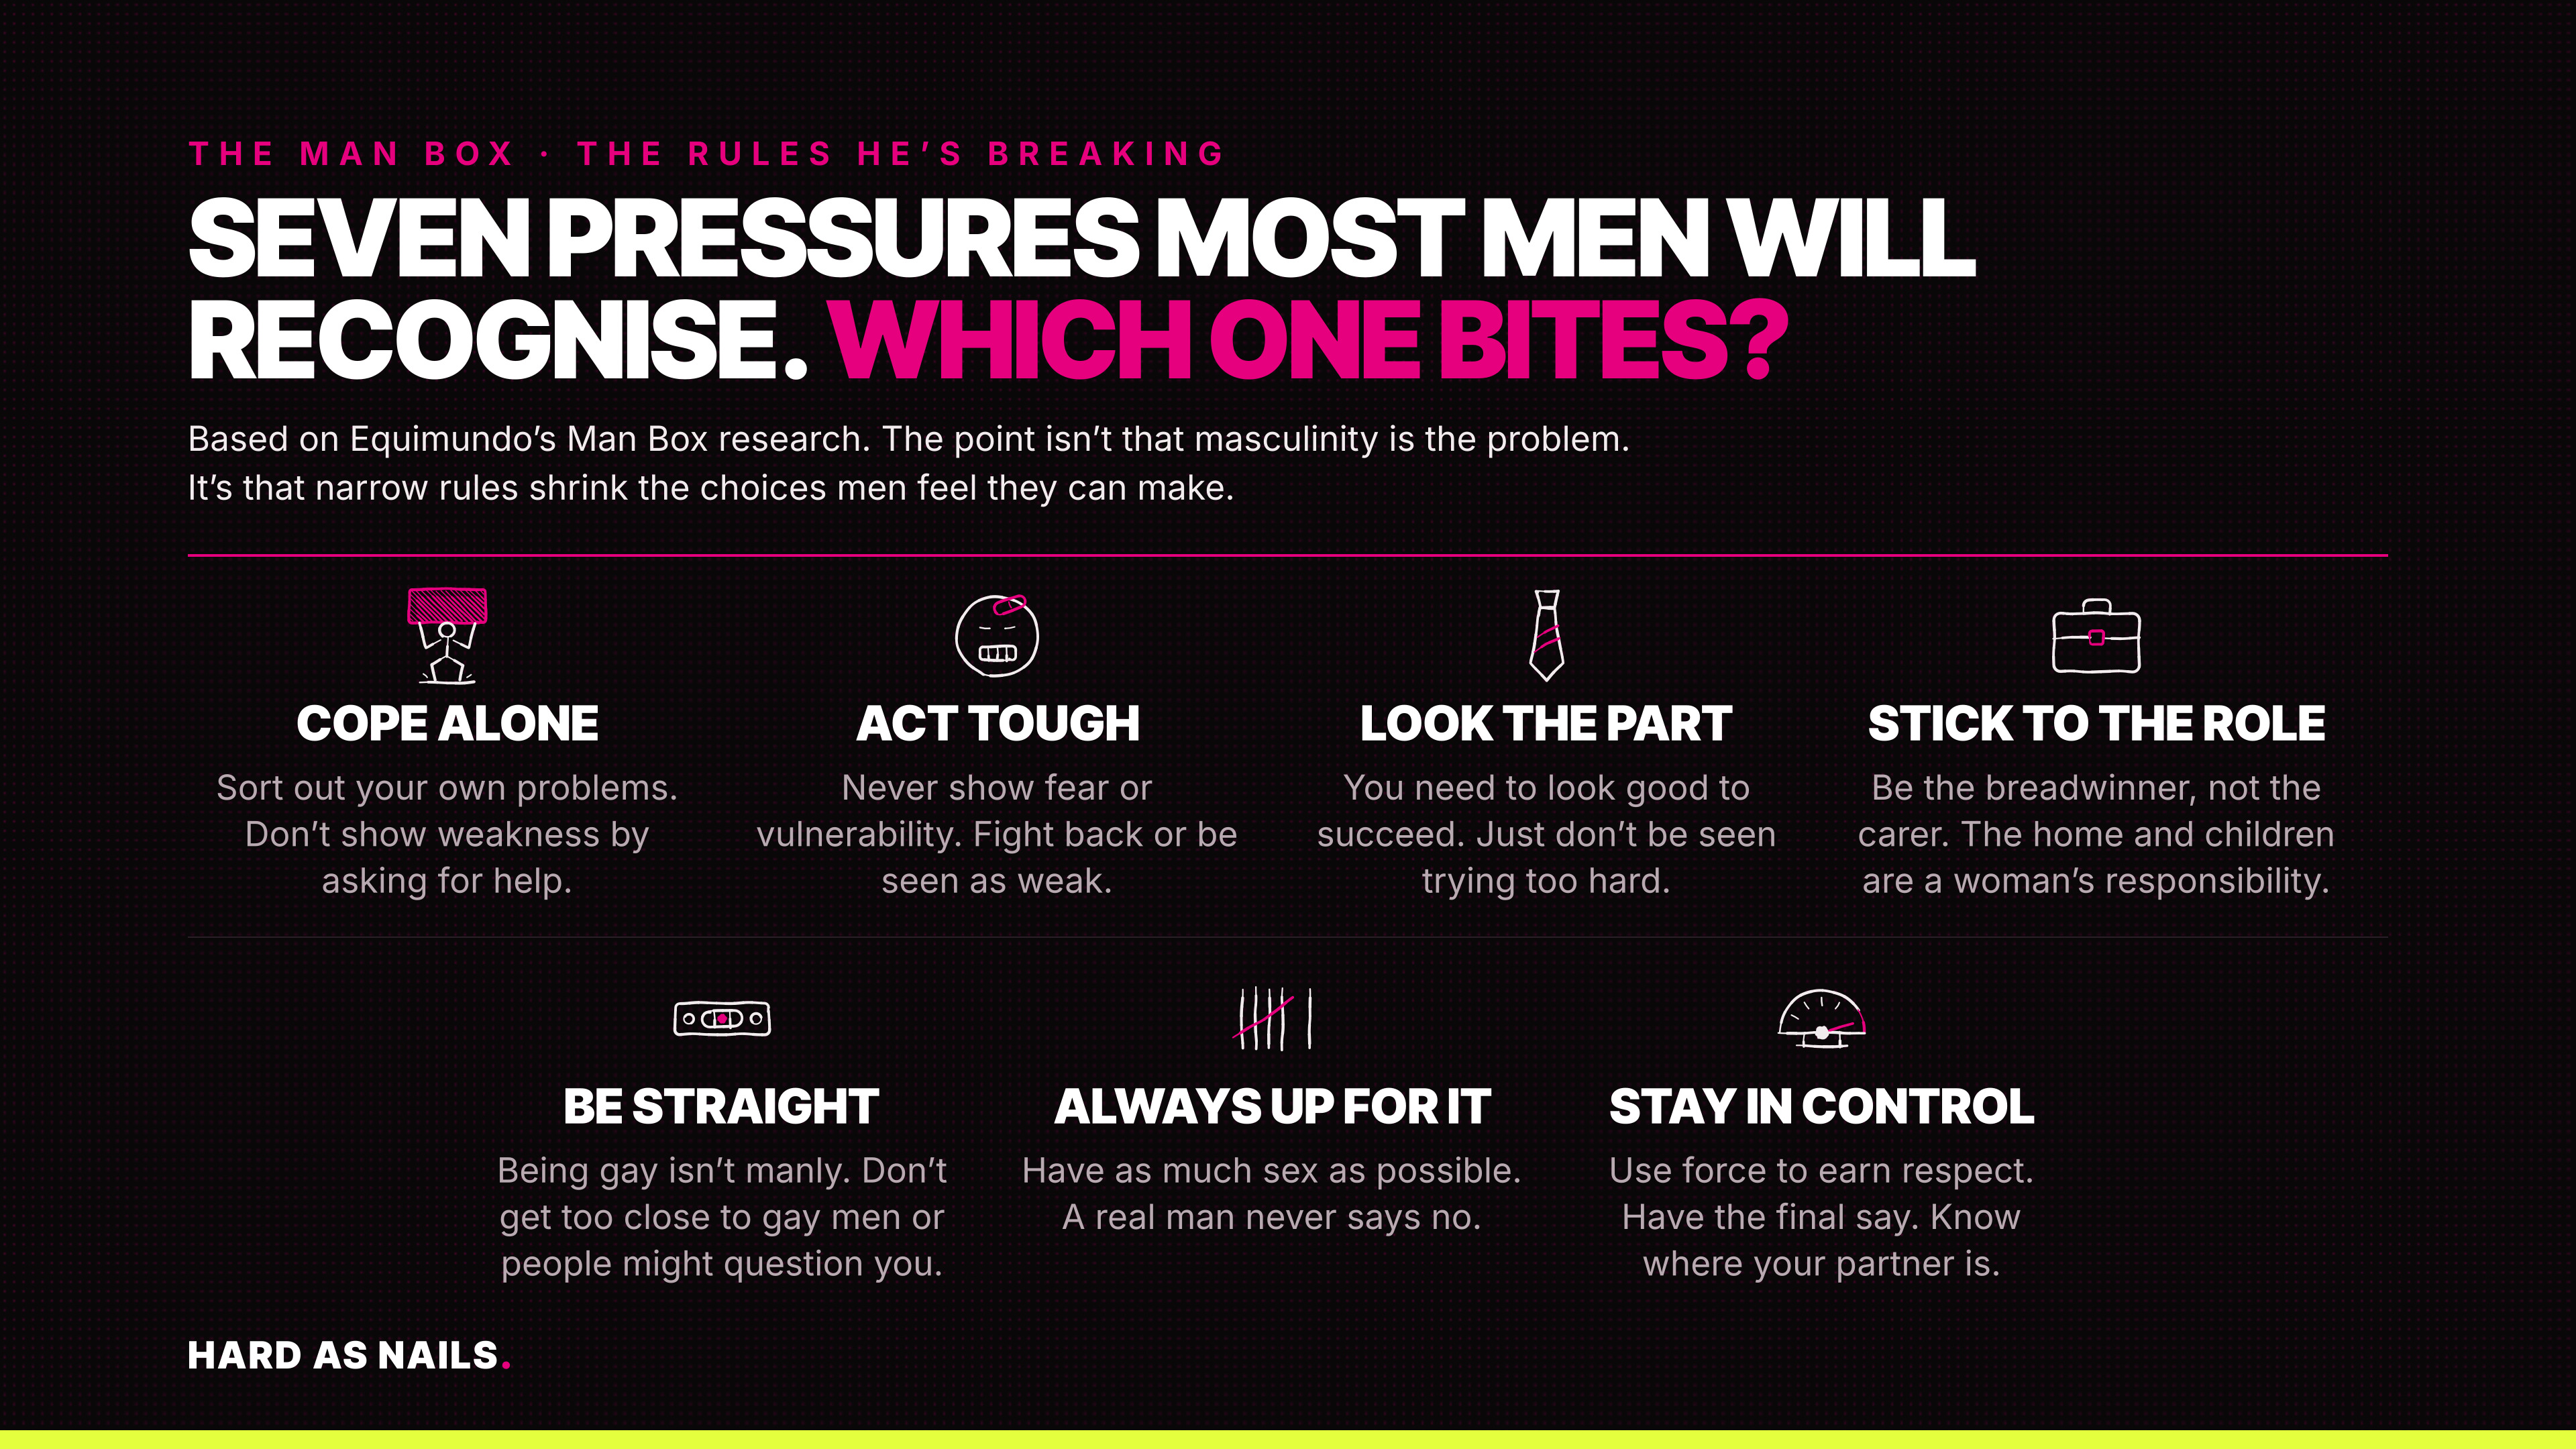 THE MAN BOX · THE RULES HE’S BREAKING
SEVEN PRESSURES MOST MEN WILL
RECOGNISE. WHICH ONE BITES?
Based on Equimundo’s Man Box research. The point isn’t that masculinity is the problem.
It’s that narrow rules shrink the choices men feel they can make.
COPE ALONE
Sort out your own problems.
Don’t show weakness by
asking for help.
ACT TOUGH
Never show fear or
vulnerability. Fight back or be
seen as weak.
LOOK THE PART
You need to look good to
succeed. Just don’t be seen
trying too hard.
STICK TO THE ROLE
Be the breadwinner, not the
carer. The home and children
are a woman’s responsibility.
BE STRAIGHT
Being gay isn’t manly. Don’t
get too close to gay men or
people might question you.
ALWAYS UP FOR IT
Have as much sex as possible.
A real man never says no.
STAY IN CONTROL
Use force to earn respect.
Have the final say. Know
where your partner is.
HARD AS NAILS.